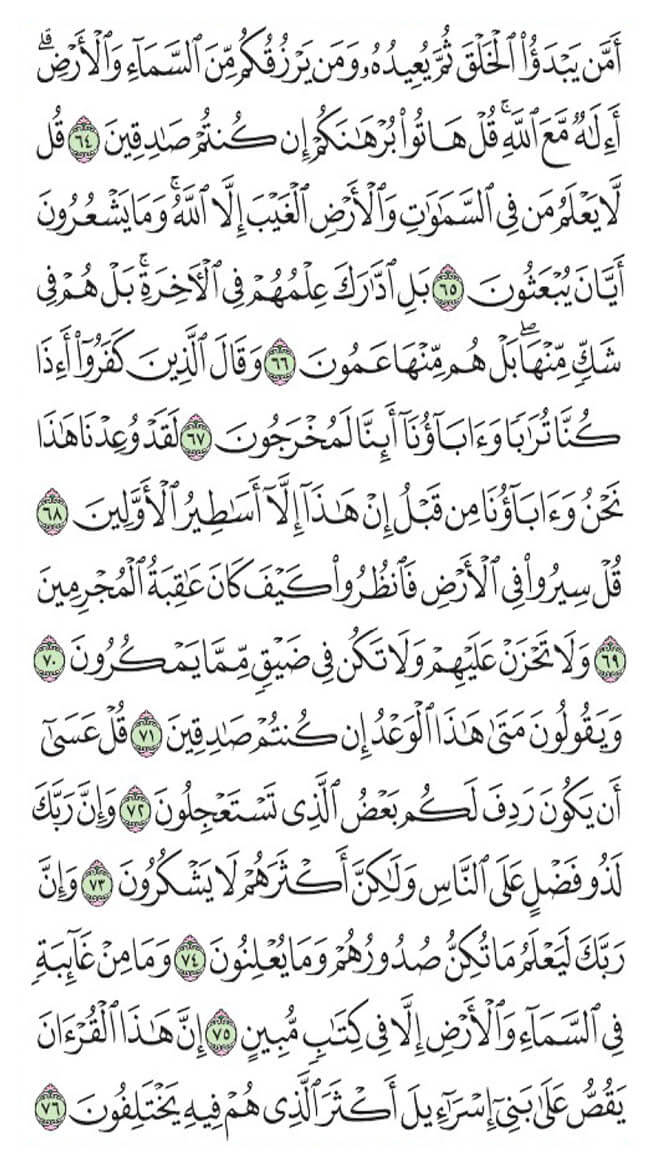 أَمَّن يَبْدَؤُا۟ ٱلْخَلْقَ ثُمَّ يُعِيدُهُۥ وَمَن يَرْزُقُكُم مِّنَ ٱلسَّمَآءِ وَٱلْأَرْضِ ۗ
أَءِلَـٰهٌ مَّعَ ٱللَّهِ ۚ قُلْ هَاتُوا۟ بُرْهَـٰنَكُمْ إِن كُنتُمْ صَـٰدِقِينَ ٦٤ قُل
لَّا يَعْلَمُ مَن فِى ٱلسَّمَـٰوَٰتِ وَٱلْأَرْضِ ٱلْغَيْبَ إِلَّا ٱللَّهُ ۚ وَمَا يَشْعُرُونَ
أَيَّانَ يُبْعَثُونَ ٦٥ بَلِ ٱدَّٰرَكَ عِلْمُهُمْ فِى ٱلْـَٔاخِرَةِ ۚ بَلْ هُمْ فِى
شَكٍّ مِّنْهَا ۖ بَلْ هُم مِّنْهَا عَمُونَ ٦٦ وَقَالَ ٱلَّذِينَ كَفَرُوٓا۟ أَءِذَا
كُنَّا تُرَٰبًا وَءَابَآؤُنَآ أَئِنَّا لَمُخْرَجُونَ ٦٧ لَقَدْ وُعِدْنَا هَـٰذَا
نَحْنُ وَءَابَآؤُنَا مِن قَبْلُ إِنْ هَـٰذَآ إِلَّآ أَسَـٰطِيرُ ٱلْأَوَّلِينَ ٦٨
قُلْ سِيرُوا۟ فِى ٱلْأَرْضِ فَٱنظُرُوا۟ كَيْفَ كَانَ عَـٰقِبَةُ ٱلْمُجْرِمِينَ
٦٩ وَلَا تَحْزَنْ عَلَيْهِمْ وَلَا تَكُن فِى ضَيْقٍ مِّمَّا يَمْكُرُونَ ٧٠
وَيَقُولُونَ مَتَىٰ هَـٰذَا ٱلْوَعْدُ إِن كُنتُمْ صَـٰدِقِينَ ٧١ قُلْ عَسَىٰٓ
أَن يَكُونَ رَدِفَ لَكُم بَعْضُ ٱلَّذِى تَسْتَعْجِلُونَ ٧٢ وَإِنَّ رَبَّكَ
لَذُو فَضْلٍ عَلَى ٱلنَّاسِ وَلَـٰكِنَّ أَكْثَرَهُمْ لَا يَشْكُرُونَ ٧٣ وَإِنَّ
رَبَّكَ لَيَعْلَمُ مَا تُكِنُّ صُدُورُهُمْ وَمَا يُعْلِنُونَ ٧٤ وَمَا مِنْ غَآئِبَةٍ
فِى ٱلسَّمَآءِ وَٱلْأَرْضِ إِلَّا فِى كِتَـٰبٍ مُّبِينٍ ٧٥ إِنَّ هَـٰذَا ٱلْقُرْءَانَ
يَقُصُّ عَلَىٰ بَنِىٓ إِسْرَٰٓءِيلَ أَكْثَرَ ٱلَّذِى هُمْ فِيهِ يَخْتَلِفُونَ ٧٦